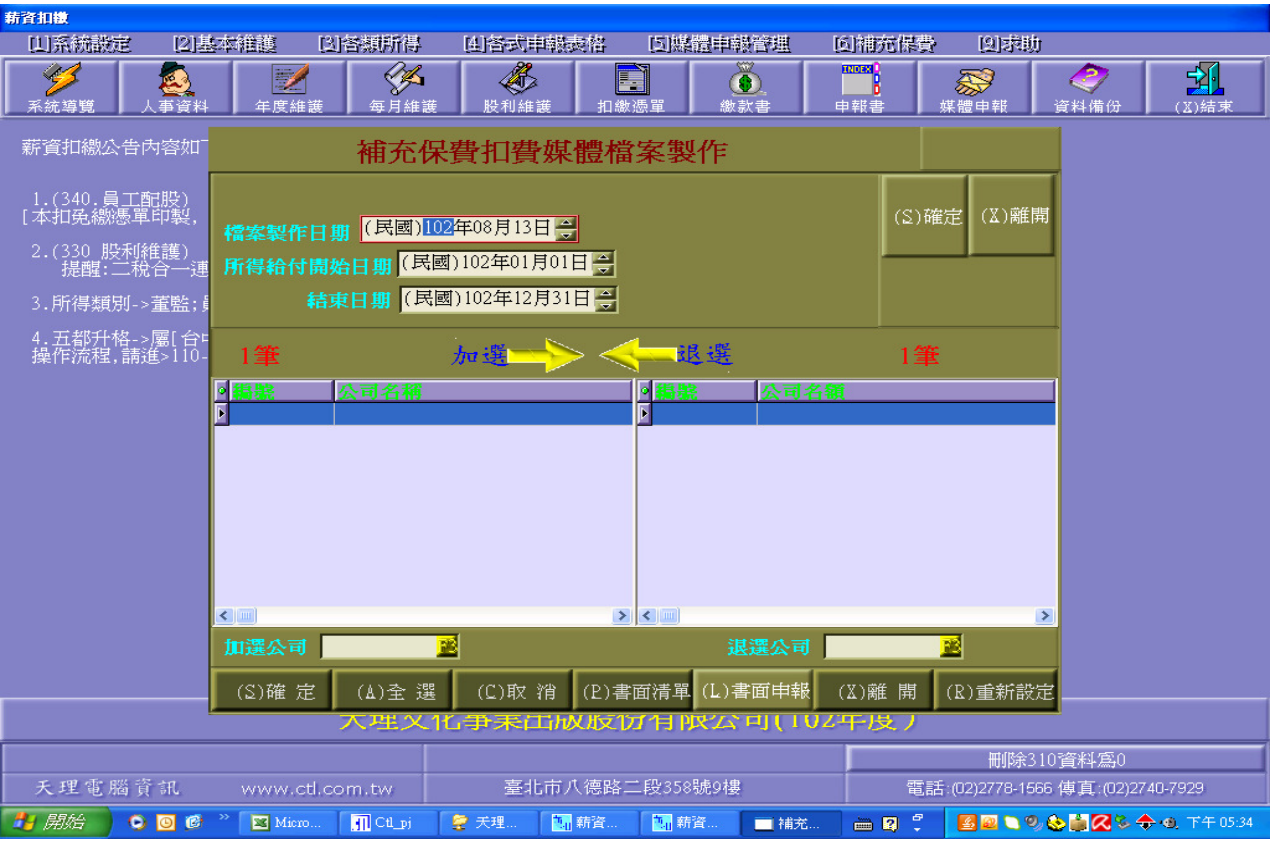 薪資扣繳
[1]系統設定 [2]基本維護 [3]各類所得 [4]各式申報表格 [5]媒體申報管理 [6]補充保費 [9]求助
系統導覽 人事資料 年度維護 每月維護 股利維護 扣繳憑單 繳款書 INDEX 申報書 媒體申報 資料備份 (X)結束
薪資扣繳公告內容如下
補充保費扣費媒體檔案製作
1.(340.員工配股)
[本扣免繳憑單印製,
(S)確定 (X)離開
檔案製作日期 (民國)102年08月13日
2.(330 股利維護)
提醒:二稅合一連
所得給付開始日期 (民國)102年01月01日
3.所得類別->董監;
結束日期 (民國)102年12月31日
4.五都升格->屬[台中
操作流程,請進>110-
1筆 加選 退選 1筆
編號 公司名稱 編號 公司名額
加選公司 退選公司
(S)確 定 (A)全 選 (C)取 消 (P)書面清單 (L)書面申報 (X)離 開 (R)重新設定
天理文化事業出版股份有限公司(102年度)
刪除310資料為0
天理電腦資訊 www.ctl.com.tw 臺北市八德路二段358號9樓 電話:(02)2778-1566 傳真:(02)2740-7929
開始 Micro... Ctl_pj 天理... 薪資... 薪資... 補充... 下午 05:34